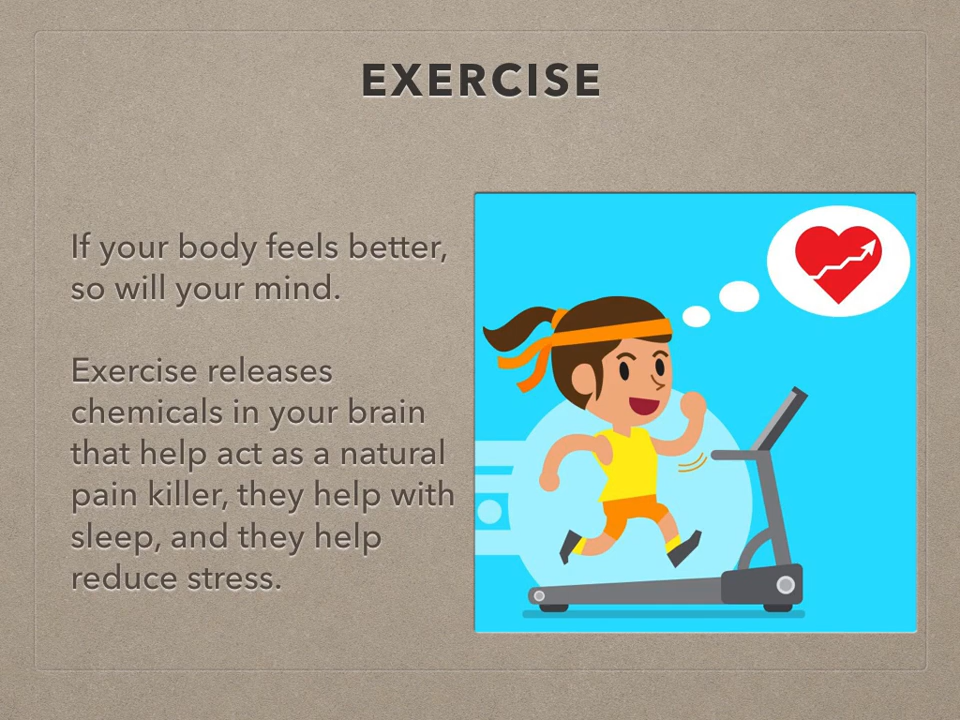 EXERCISE
If your body feels better,
so will your mind.
Exercise releases
chemicals in your brain
that help act as a natural
pain killer, they help with
sleep, and they help
reduce stress.